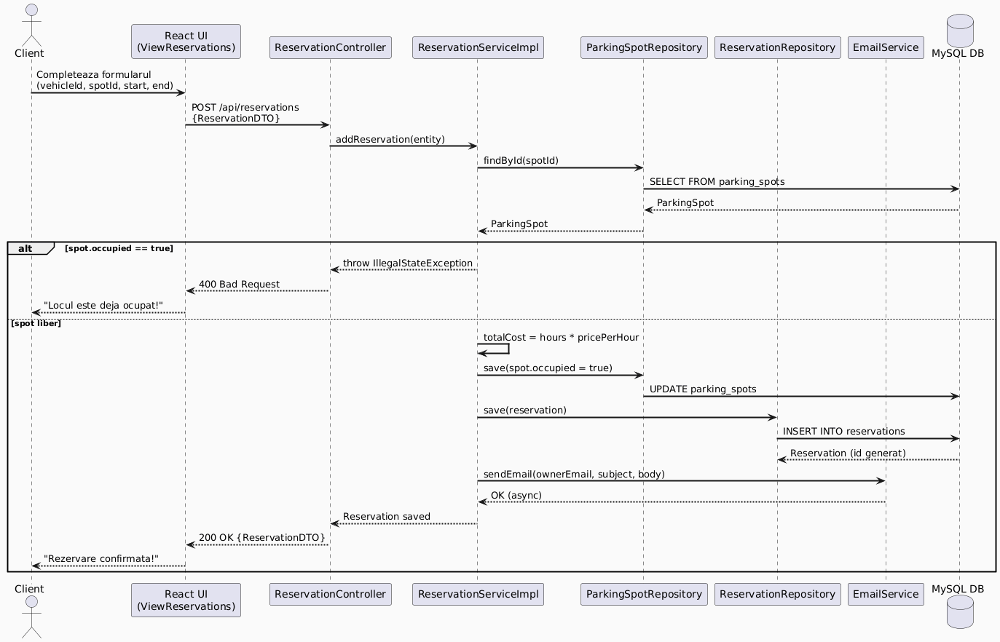 Client
React UI
(ViewReservations)
ReservationController
ReservationServiceImpl
ParkingSpotRepository
ReservationRepository
EmailService
MySQL DB
Completeaza formularul
(vehicleId, spotId, start, end)
POST /api/reservations
{ReservationDTO}
addReservation(entity)
findById(spotId)
SELECT FROM parking_spots
ParkingSpot
ParkingSpot
alt
[spot.occupied == true]
throw IllegalStateException
400 Bad Request
"Locul este deja ocupat!"
[spot liber]
totalCost = hours * pricePerHour
save(spot.occupied = true)
UPDATE parking_spots
save(reservation)
INSERT INTO reservations
Reservation (id generat)
sendEmail(ownerEmail, subject, body)
OK (async)
Reservation saved
200 OK {ReservationDTO}
"Rezervare confirmata!"
Client
React UI
(ViewReservations)
ReservationController
ReservationServiceImpl
ParkingSpotRepository
ReservationRepository
EmailService
MySQL DB